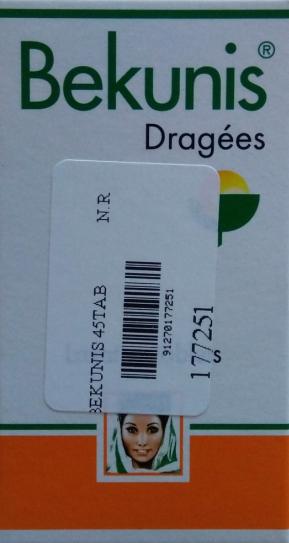 Bekunis®
Dragées
BEKUNIS 45TAB N.R
91270177251
177251
s